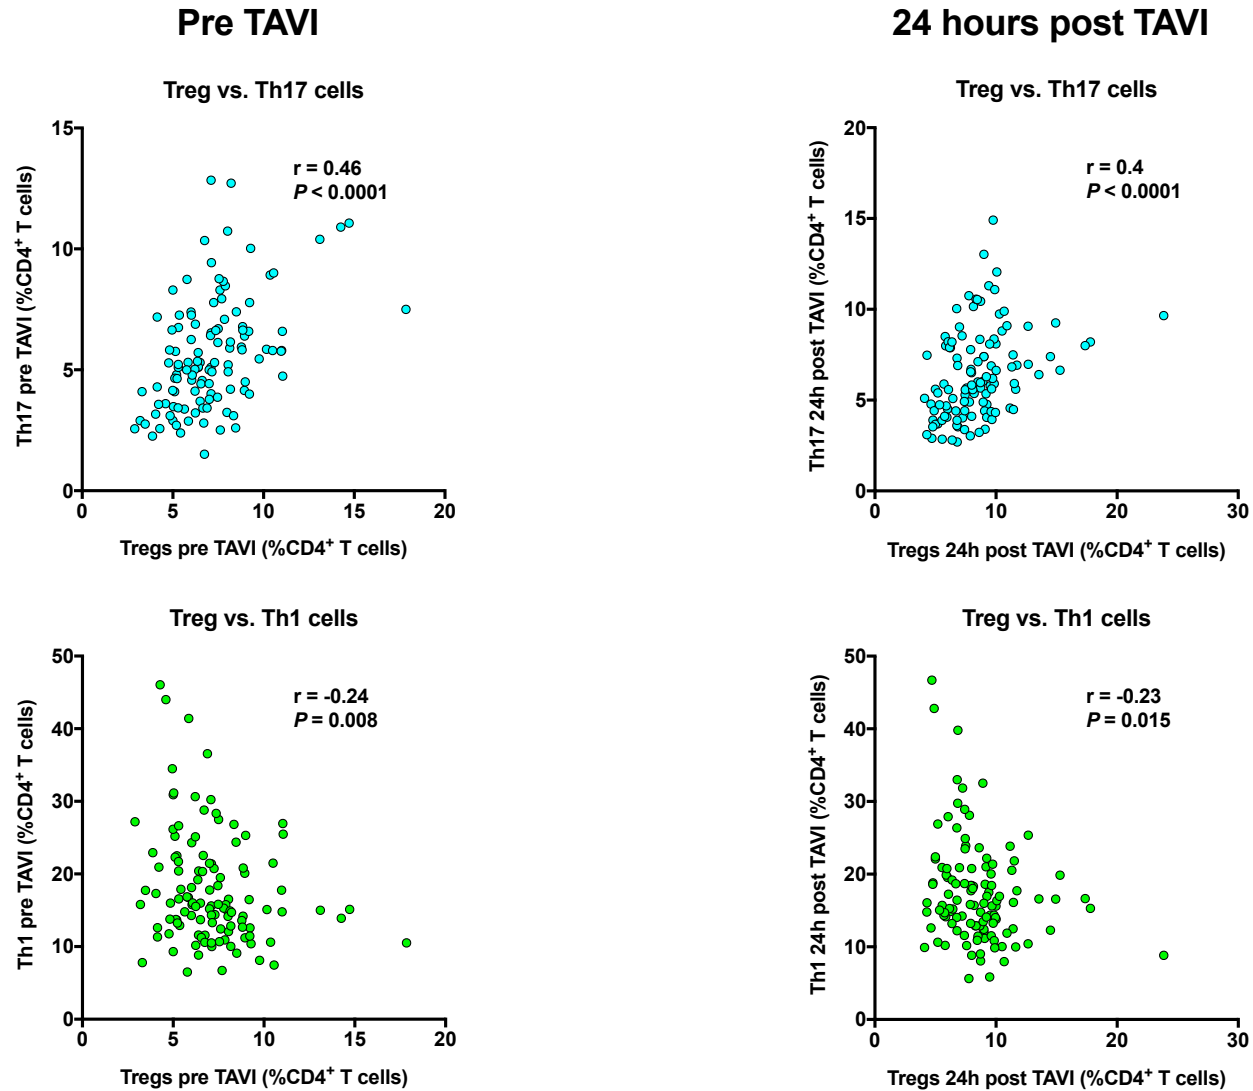 Pre TAVI
24 hours post TAVI
Treg vs. Th17 cells
Th17 pre TAVI (%CD4⁺ T cells)
15
10
5
0
r = 0.46
P < 0.0001
0 5 10 15 20
Tregs pre TAVI (%CD4⁺ T cells)
Treg vs. Th17 cells
Th17 24h post TAVI (%CD4⁺ T cells)
20
15
10
5
0
r = 0.4
P < 0.0001
0 10 20 30
Tregs 24h post TAVI (%CD4⁺ T cells)
Treg vs. Th1 cells
Th1 pre TAVI (%CD4⁺ T cells)
50
40
30
20
10
0
r = -0.24
P = 0.008
0 5 10 15 20
Tregs pre TAVI (%CD4⁺ T cells)
Treg vs. Th1 cells
Th1 24h post TAVI (%CD4⁺ T cells)
50
40
30
20
10
0
r = -0.23
P = 0.015
0 10 20 30
Tregs 24h post TAVI (%CD4⁺ T cells)